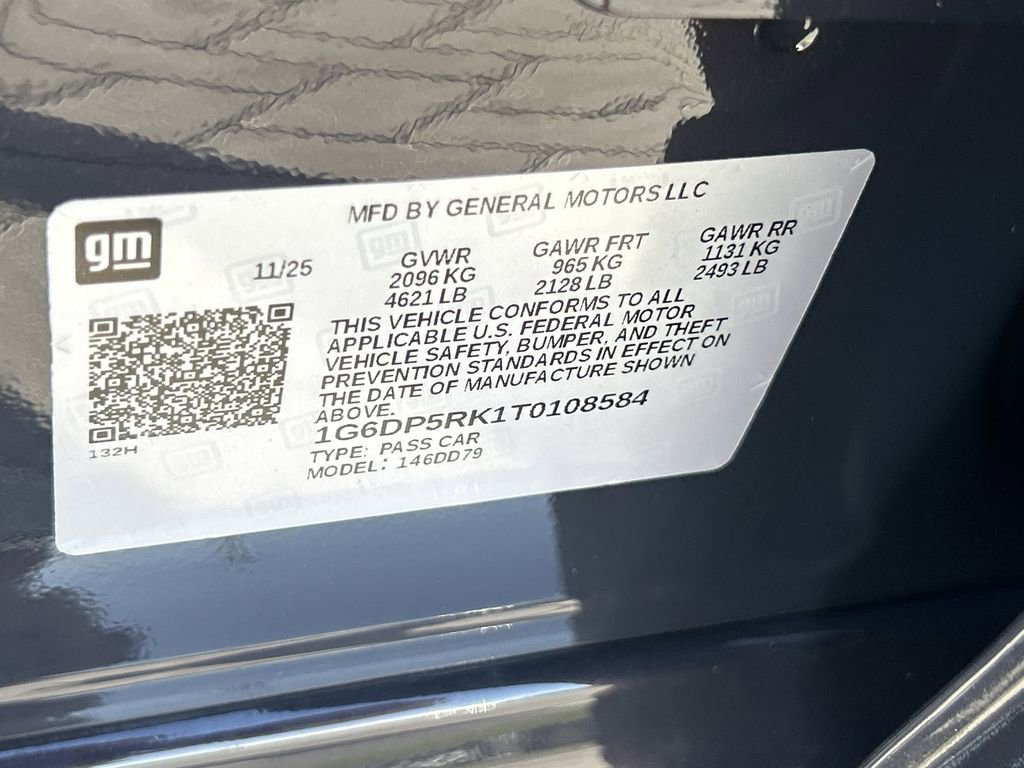 gm
MFD BY GENERAL MOTORS LLC
11/25
GVWR
2096 KG
4621 LB
GAWR FRT
965 KG
2128 LB
GAWR RR
1131 KG
2493 LB
THIS VEHICLE CONFORMS TO ALL
APPLICABLE U.S. FEDERAL MOTOR
VEHICLE SAFETY, BUMPER, AND THEFT
PREVENTION STANDARDS IN EFFECT ON
THE DATE OF MANUFACTURE SHOWN
ABOVE.
1G6DP5RK1T0108584
TYPE: PASS CAR
MODEL: 146DD79
132H